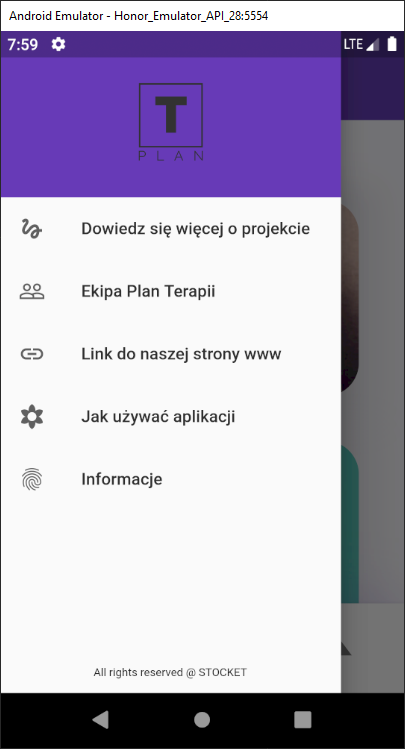 Android Emulator - Honor_Emulator_API_28:5554
7:59 LTE
T
PLAN
Dowiedz się więcej o projekcie
Ekipa Plan Terapii
Link do naszej strony www
Jak używać aplikacji
Informacje
All rights reserved @ STOCKET